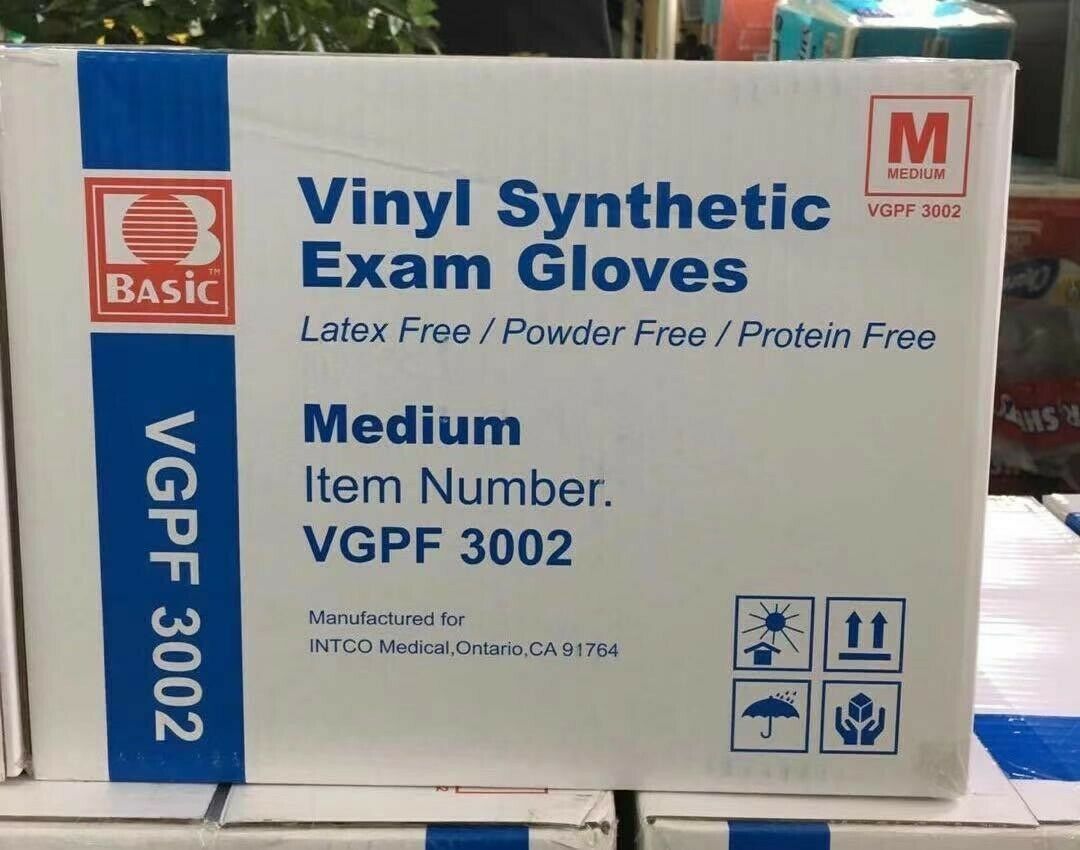 M
MEDIUM
VGPF 3002
Vinyl Synthetic
Exam Gloves
Latex Free / Powder Free / Protein Free
BASiC
TM
Medium
Item Number.
VGPF 3002
VGPF 3002
Manufactured for
INTCO Medical,Ontario,CA 91764